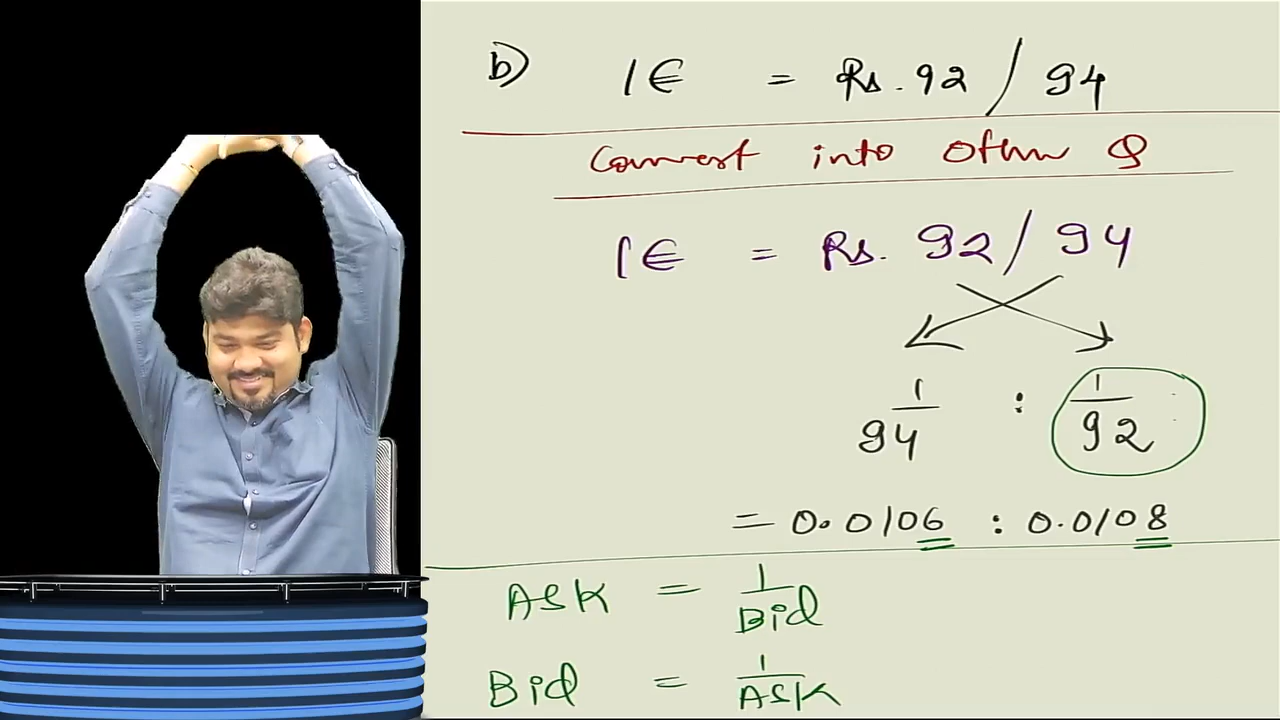 b) 1€ = Rs. 92 / 94
Convert into Other Q
1€ = Rs. 92 / 94
1/94 : 1/92
= 0.0106 : 0.0108
ASK = 1/Bid
Bid = 1/ASK